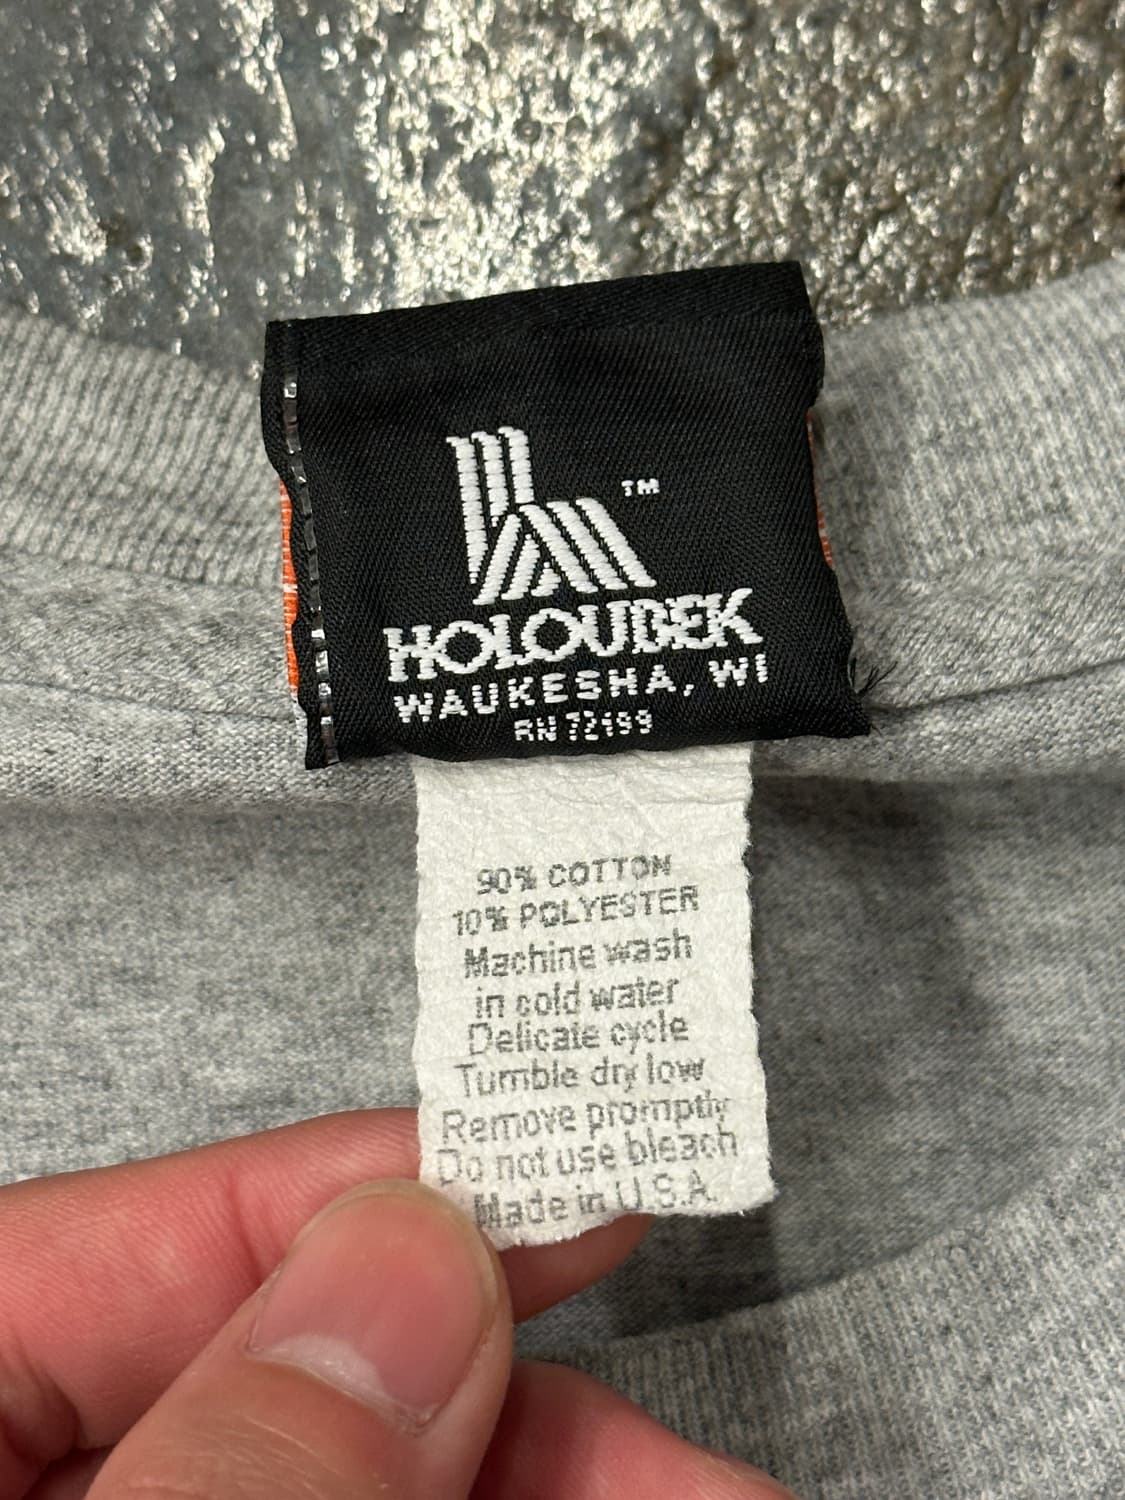 TM
HOLOUBEK
WAUKESHA, WI
RN 72199
90% COTTON
10% POLYESTER
Machine wash
in cold water
Delicate cycle
Tumble dry low
Remove promptly
Do not use bleach
Made in U.S.A.